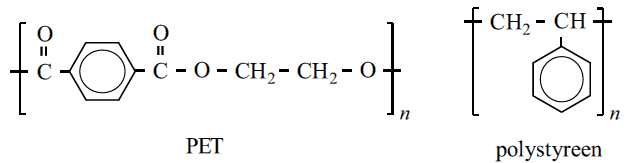 O O
C C – O – CH₂ – CH₂ – O
n
PET
CH₂ – CH
n
polystyreen